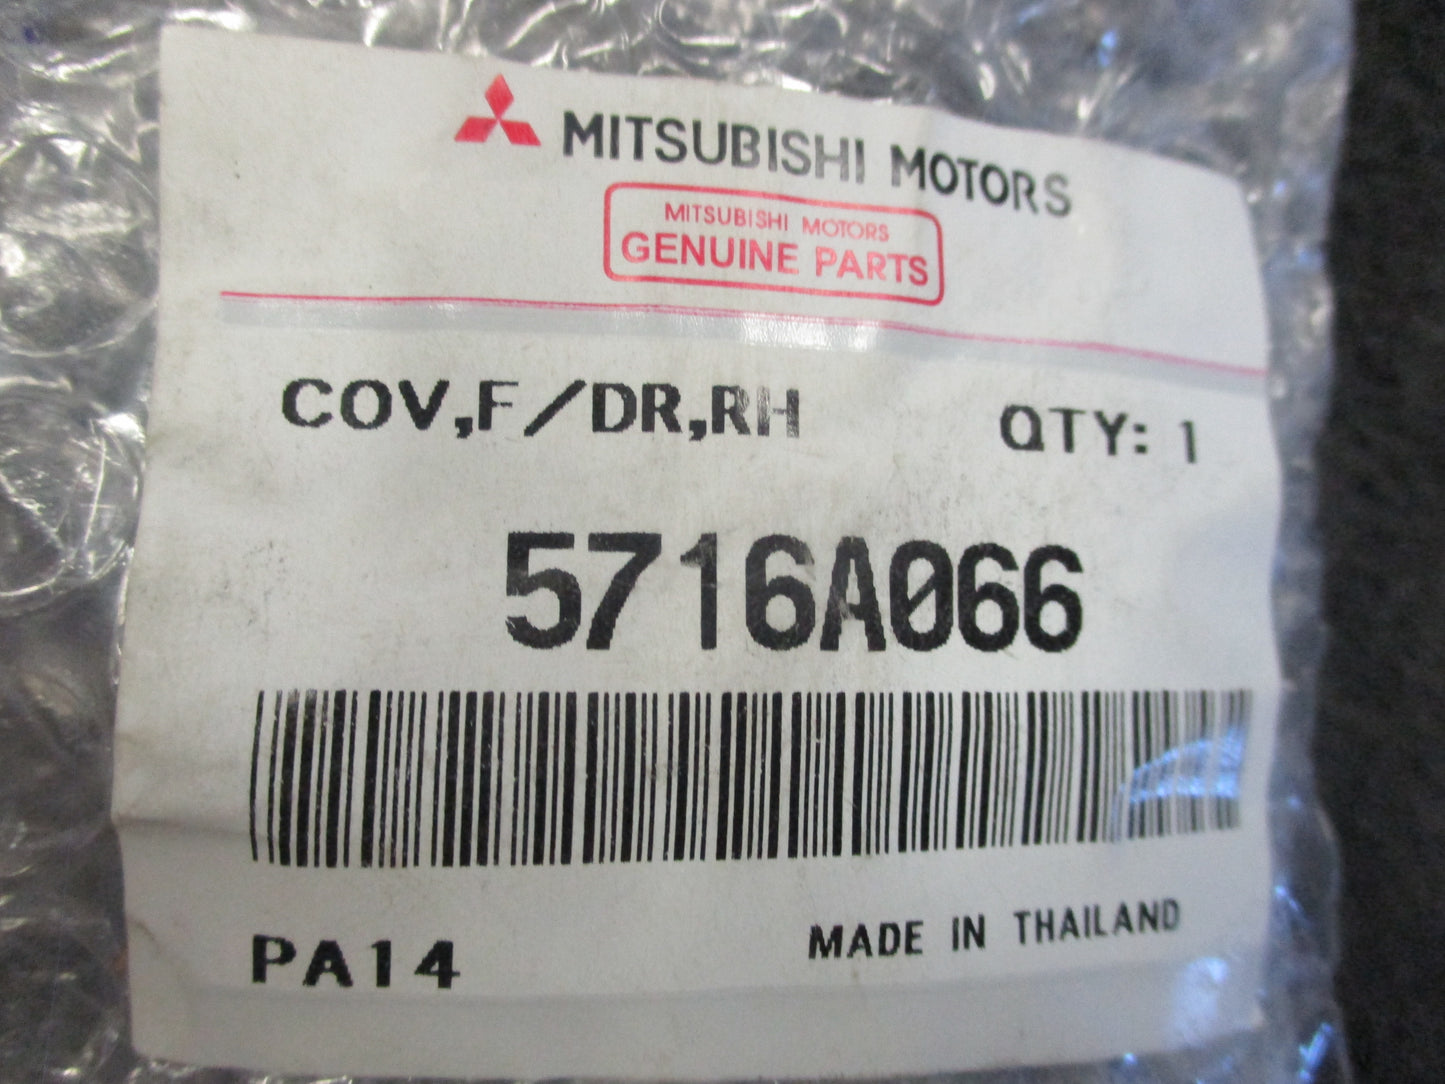 MITSUBISHI MOTORS
MITSUBISHI MOTORS
GENUINE PARTS
COV,F/DR,RH QTY: 1
5716A066
PA14 MADE IN THAILAND